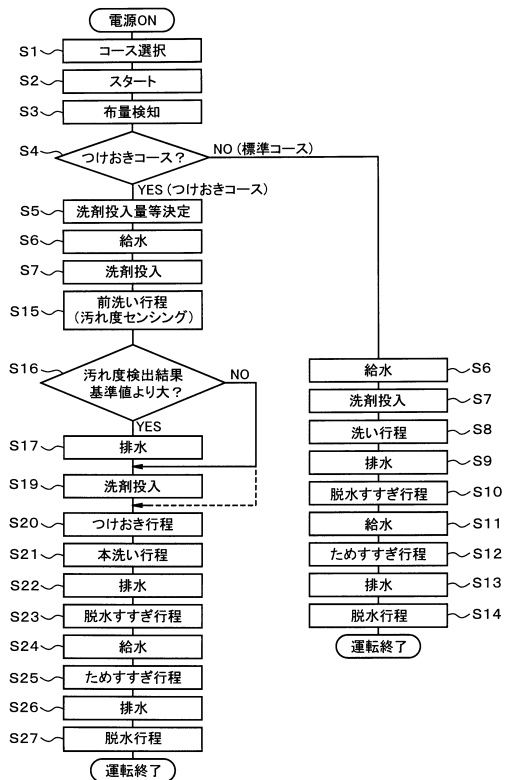 電源ON
S1 コース選択
S2 スタート
S3 布量検知
S4 つけおきコース？
NO(標準コース)
YES(つけおきコース)
S5 洗剤投入量等決定
S6 給水
S7 洗剤投入
S15 前洗い行程
(汚れ度センシング)
S16 汚れ度検出結果
基準値より大？
NO
YES
S17 排水
S19 洗剤投入
S20 つけおき行程
S21 本洗い行程
S22 排水
S23 脱水すすぎ行程
S24 給水
S25 ためすすぎ行程
S26 排水
S27 脱水行程
運転終了
給水 S6
洗剤投入 S7
洗い行程 S8
排水 S9
脱水すすぎ行程 S10
給水 S11
ためすすぎ行程 S12
排水 S13
脱水行程 S14
運転終了